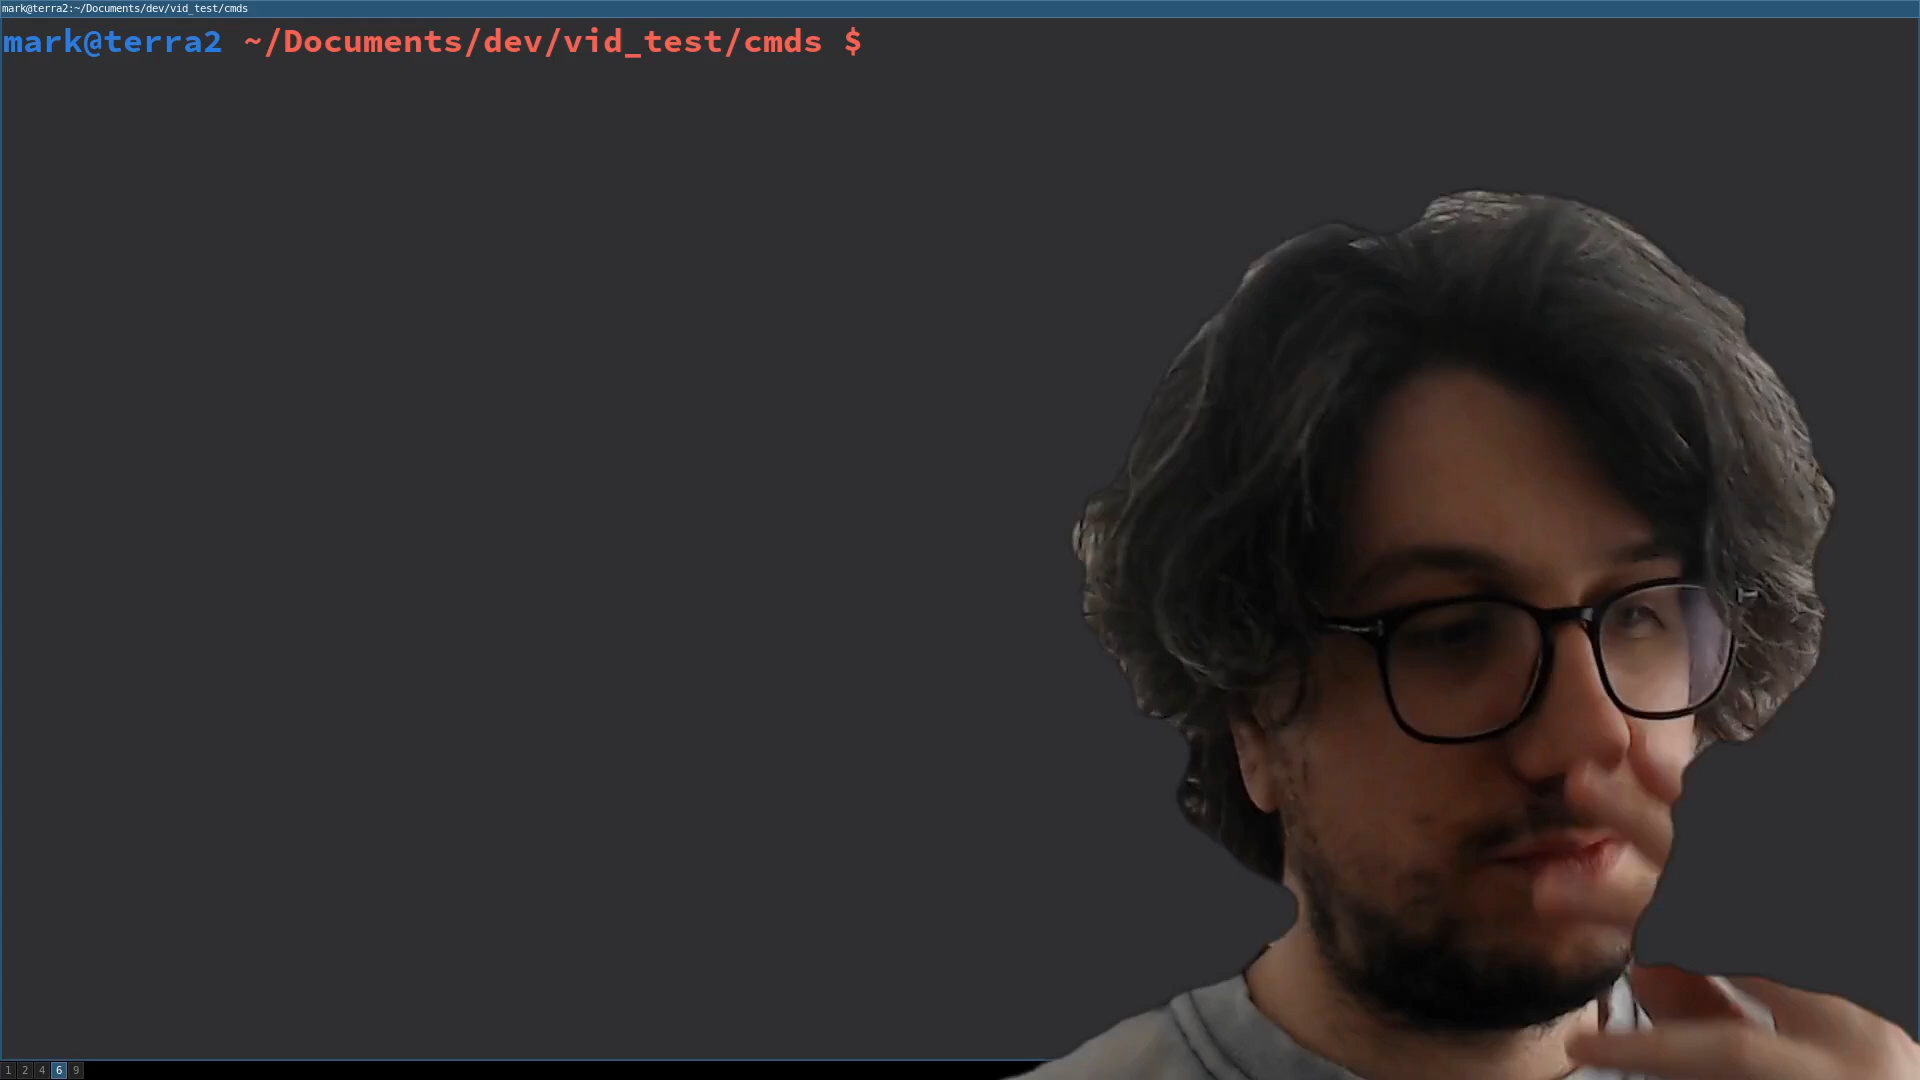 mark@terra2:~/Documents/dev/vid_test/cmds
mark@terra2 ~/Documents/dev/vid_test/cmds $
1 2 4 6 9